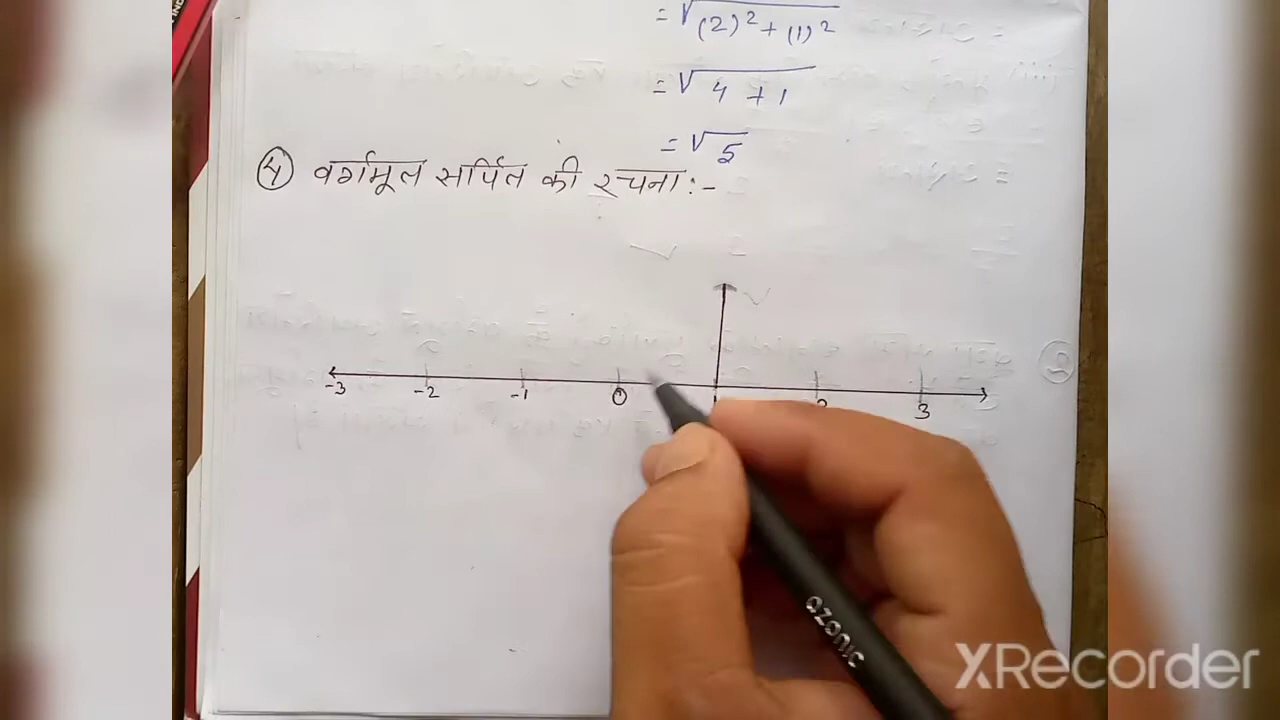 = √(2)² + (1)²
= √4 + 1
= √5
(4) वर्गमूल सर्पिल की रचना :-
-3 -2 -1 0 2 3
azonic
XRecorder